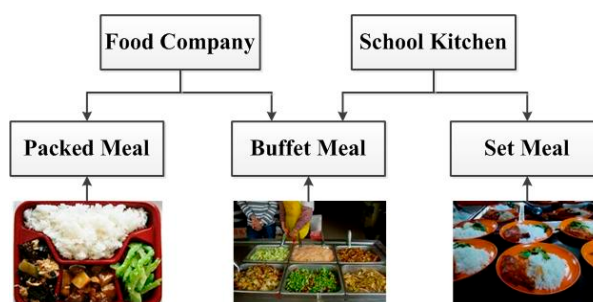 Food Company
School Kitchen
Packed Meal
Buffet Meal
Set Meal